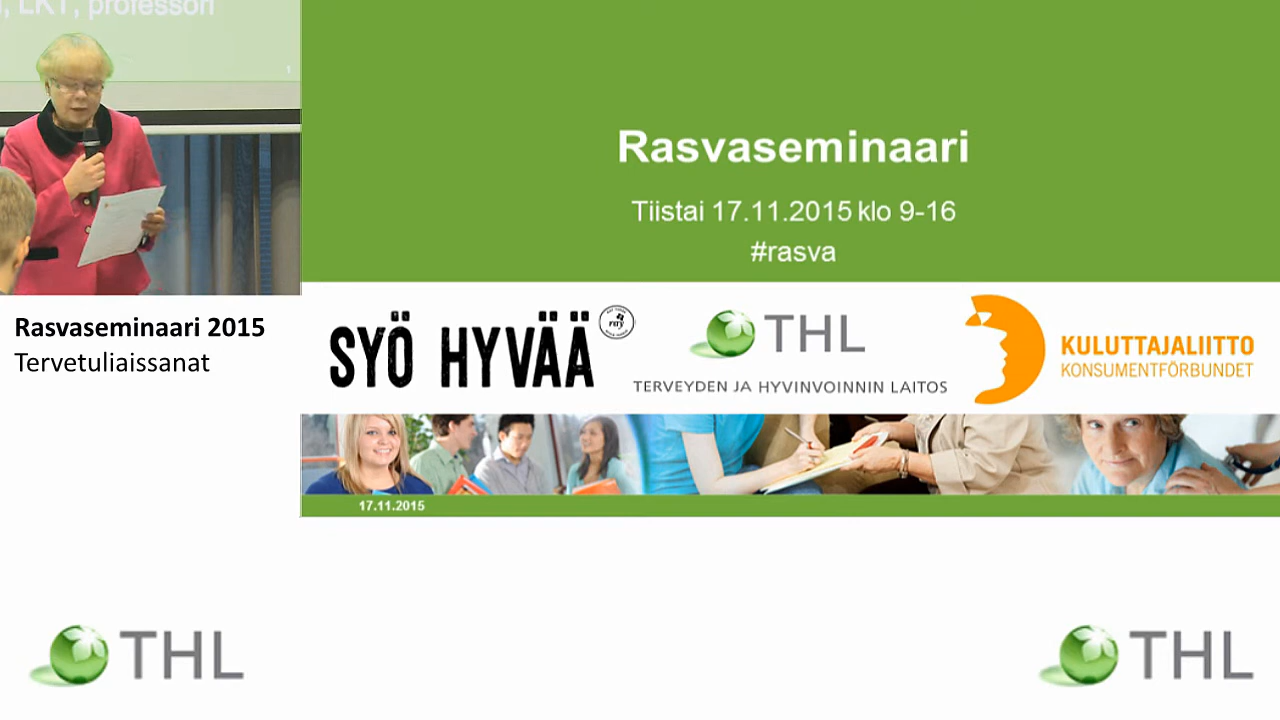 , LKT, professori
1
Rasvaseminaari 2015
Tervetuliaissanat
Rasvaseminaari
Tiistai 17.11.2015 klo 9-16
#rasva
SYÖ HYVÄÄ
THL
TERVEYDEN JA HYVINVOINNIN LAITOS
KULUTTAJALIITTO
KONSUMENTFÖRBUNDET
17.11.2015
THL
THL